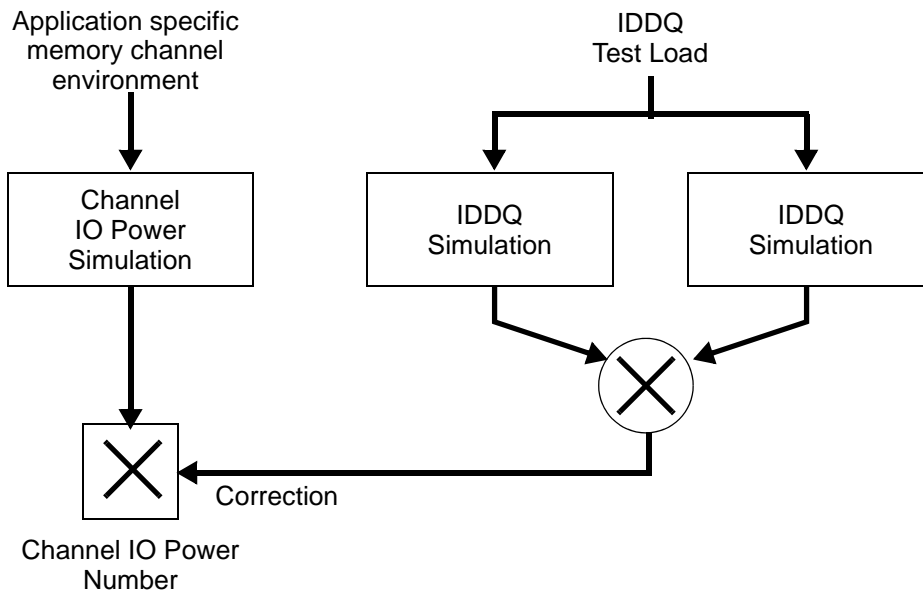 Application specific
memory channel
environment
IDDQ
Test Load
Channel
IO Power
Simulation
IDDQ
Simulation
IDDQ
Simulation
Correction
Channel IO Power
Number